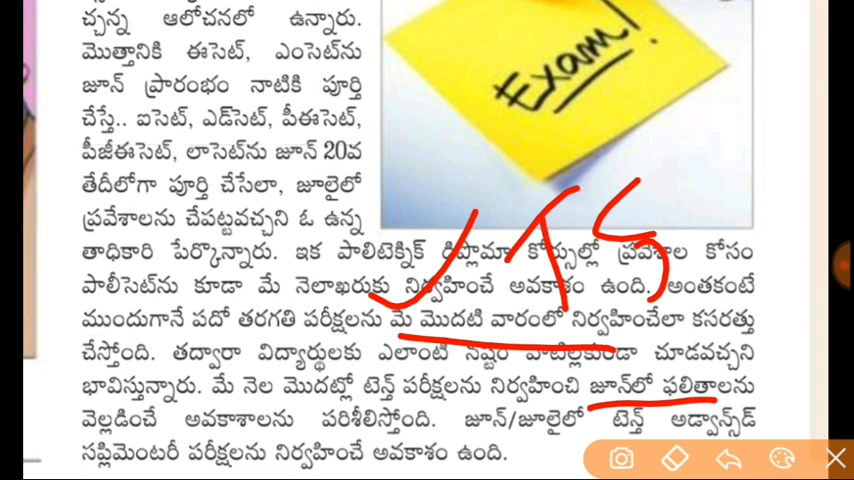 చ్చన్న ఆలోచనలో ఉన్నారు.
మొత్తానికి ఈసెట్, ఎంసెట్‌ను
జూన్ ప్రారంభం నాటికి పూర్తి
చేస్తే.. ఐసెట్, ఎడ్‌సెట్, పీఈసెట్,
పీజీఈసెట్, లాసెట్‌ను జూన్ 20వ
తేదీలోగా పూర్తి చేసేలా, జూలైలో
ప్రవేశాలను చేపట్టవచ్చని ఓ ఉన్న
తాధికారి పేర్కొన్నారు. ఇక పాలిటెక్నిక్ డిప్లొమా కోర్సుల్లో ప్రవేశాల కోసం
పాలీసెట్‌ను కూడా మే నెలాఖరుకు నిర్వహించే అవకాశం ఉంది. అంతకంటే
ముందుగానే పదో తరగతి పరీక్షలను మే మొదటి వారంలో నిర్వహించేలా కసరత్తు
చేస్తోంది. తద్వారా విద్యార్థులకు ఎలాంటి నష్టం వాటిల్లకుండా చూడవచ్చని
భావిస్తున్నారు. మే నెల మొదట్లో టెన్త్ పరీక్షలను నిర్వహించి జూన్‌లో ఫలితాలను
వెల్లడించే అవకాశాలను పరిశీలిస్తోంది. జూన్/జూలైలో టెన్త్ అడ్వాన్స్‌డ్
సప్లిమెంటరీ పరీక్షలను నిర్వహించే అవకాశం ఉంది.
Exam!
JTS